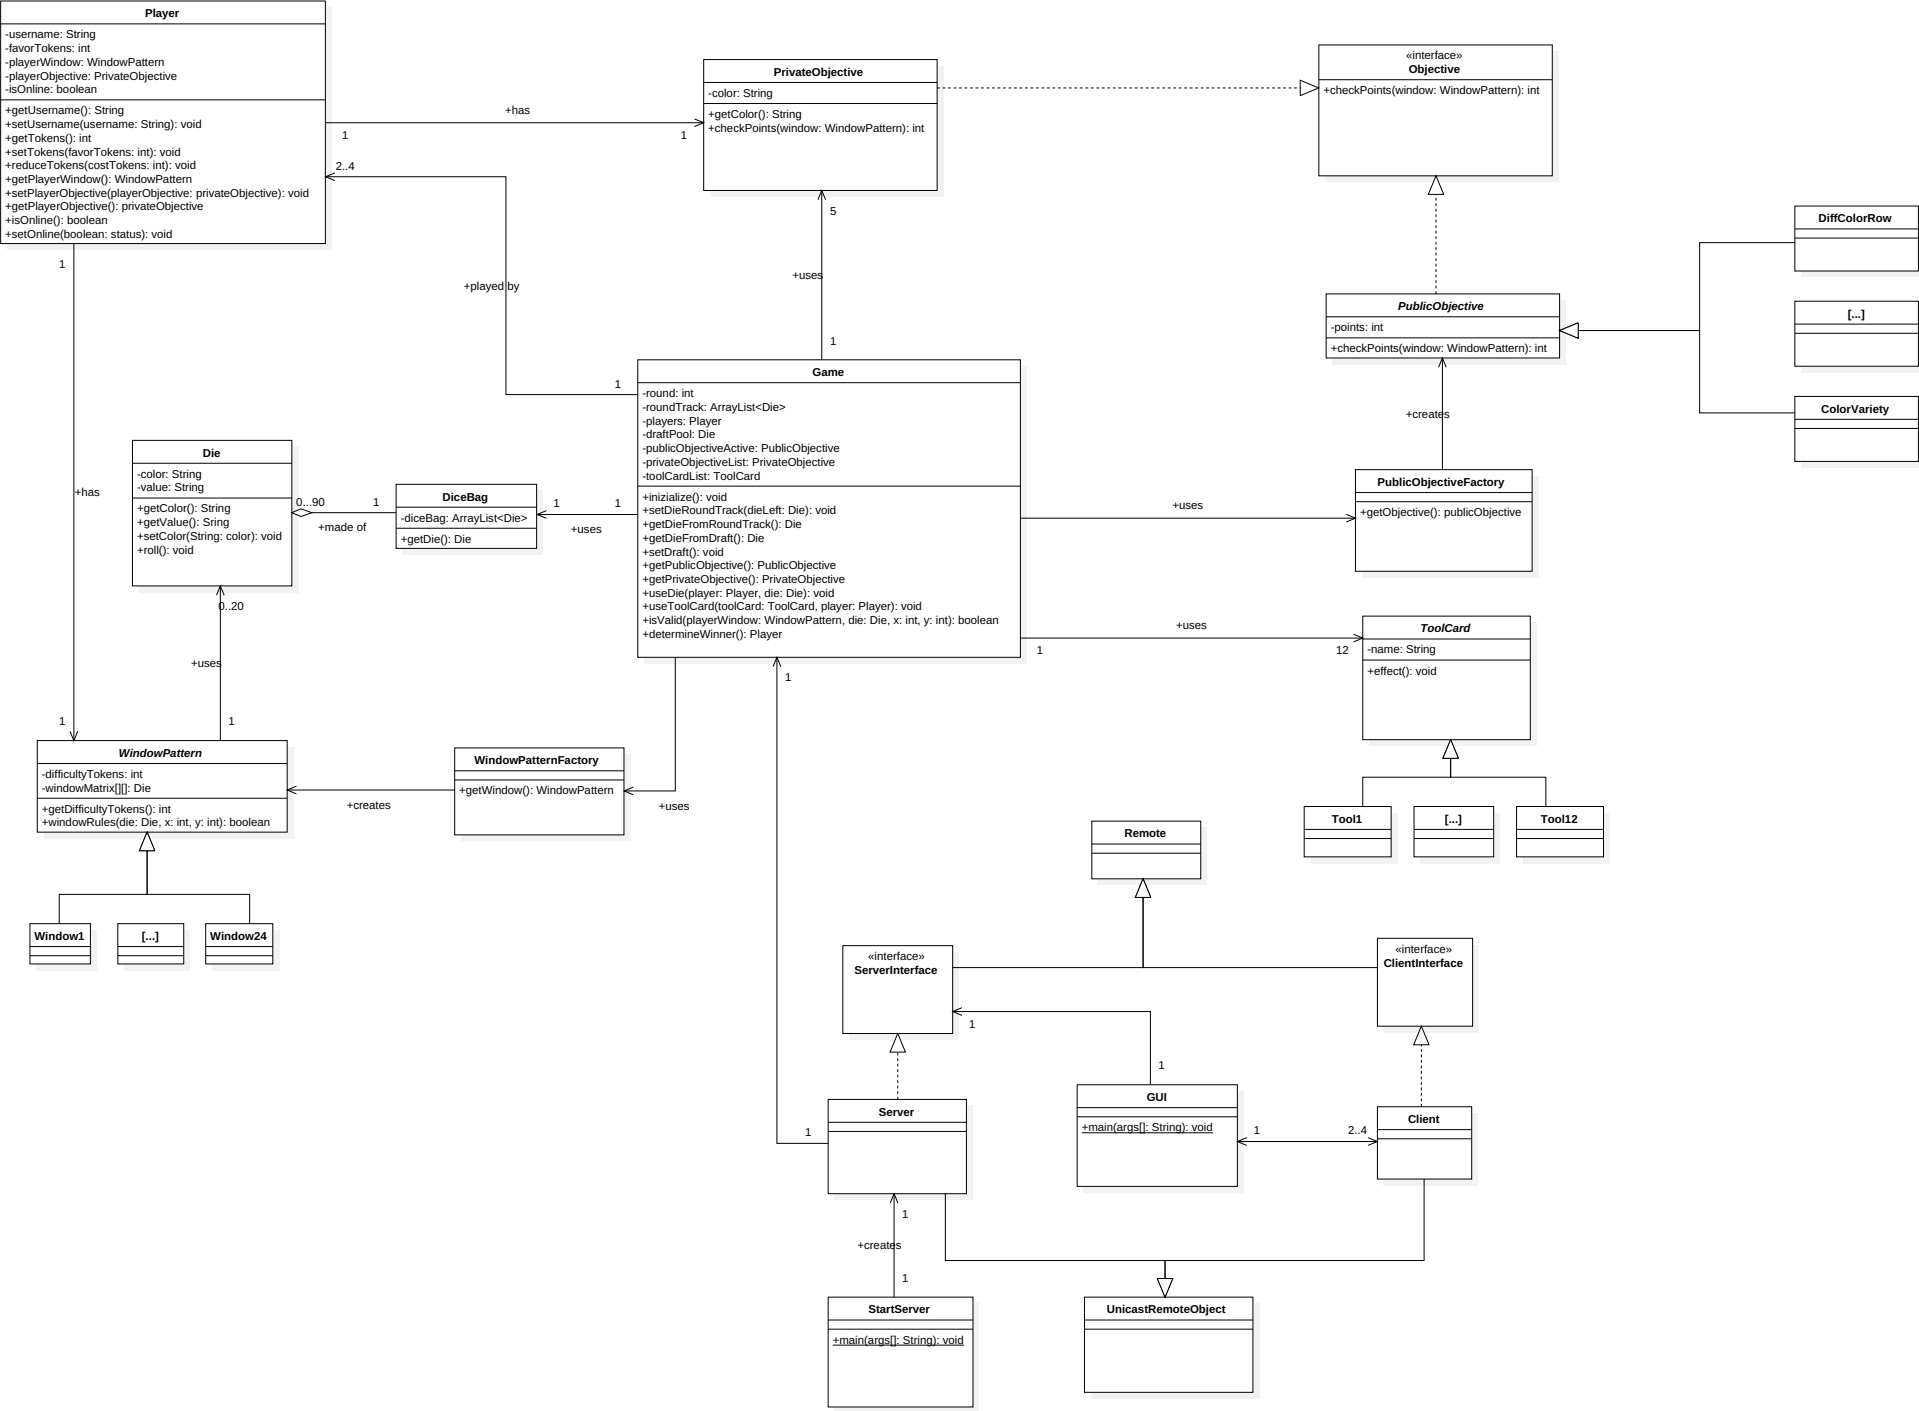 Player
-username: String
-favorTokens: int
-playerWindow: WindowPattern
-playerObjective: PrivateObjective
-isOnline: boolean
+getUsername(): String
+setUsername(username: String): void
+getTokens(): int
+setTokens(favorTokens: int): void
+reduceTokens(costTokens: int): void
+getPlayerWindow(): WindowPattern
+setPlayerObjective(playerObjective: privateObjective): void
+getPlayerObjective(): privateObjective
+isOnline(): boolean
+setOnline(boolean: status): void
+has
1
1
2..4
1
PrivateObjective
-color: String
+getColor(): String
+checkPoints(window: WindowPattern): int
«interface»
Objective
+checkPoints(window: WindowPattern): int
5
+uses
1
+played by
1
DiffColorRow
[...]
ColorVariety
PublicObjective
-points: int
+checkPoints(window: WindowPattern): int
+creates
PublicObjectiveFactory
+getObjective(): publicObjective
Game
-round: int
-roundTrack: ArrayList<Die>
-players: Player
-draftPool: Die
-publicObjectiveActive: PublicObjective
-privateObjectiveList: PrivateObjective
-toolCardList: ToolCard
+inizialize(): void
+setDieRoundTrack(dieLeft: Die): void
+getDieFromRoundTrack(): Die
+getDieFromDraft(): Die
+setDraft(): void
+getPublicObjective(): PublicObjective
+getPrivateObjective(): PrivateObjective
+useDie(player: Player, die: Die): void
+useToolCard(toolCard: ToolCard, player: Player): void
+isValid(playerWindow: WindowPattern, die: Die, x: int, y: int): boolean
+determineWinner(): Player
+uses
+uses
1
12
ToolCard
-name: String
+effect(): void
Tool1
[...]
Tool12
Die
-color: String
-value: String
+getColor(): String
+getValue(): Sring
+setColor(String: color): void
+roll(): void
0...90
1
+made of
DiceBag
-diceBag: ArrayList<Die>
+getDie(): Die
1
1
+uses
+has
0..20
+uses
1
1
WindowPattern
-difficultyTokens: int
-windowMatrix[][]: Die
+getDifficultyTokens(): int
+windowRules(die: Die, x: int, y: int): boolean
+creates
WindowPatternFactory
+getWindow(): WindowPattern
+uses
1
Window1
[...]
Window24
Remote
«interface»
ServerInterface
«interface»
ClientInterface
1
1
Server
1
GUI
+main(args[]: String): void
1
2..4
Client
1
+creates
1
StartServer
+main(args[]: String): void
UnicastRemoteObject